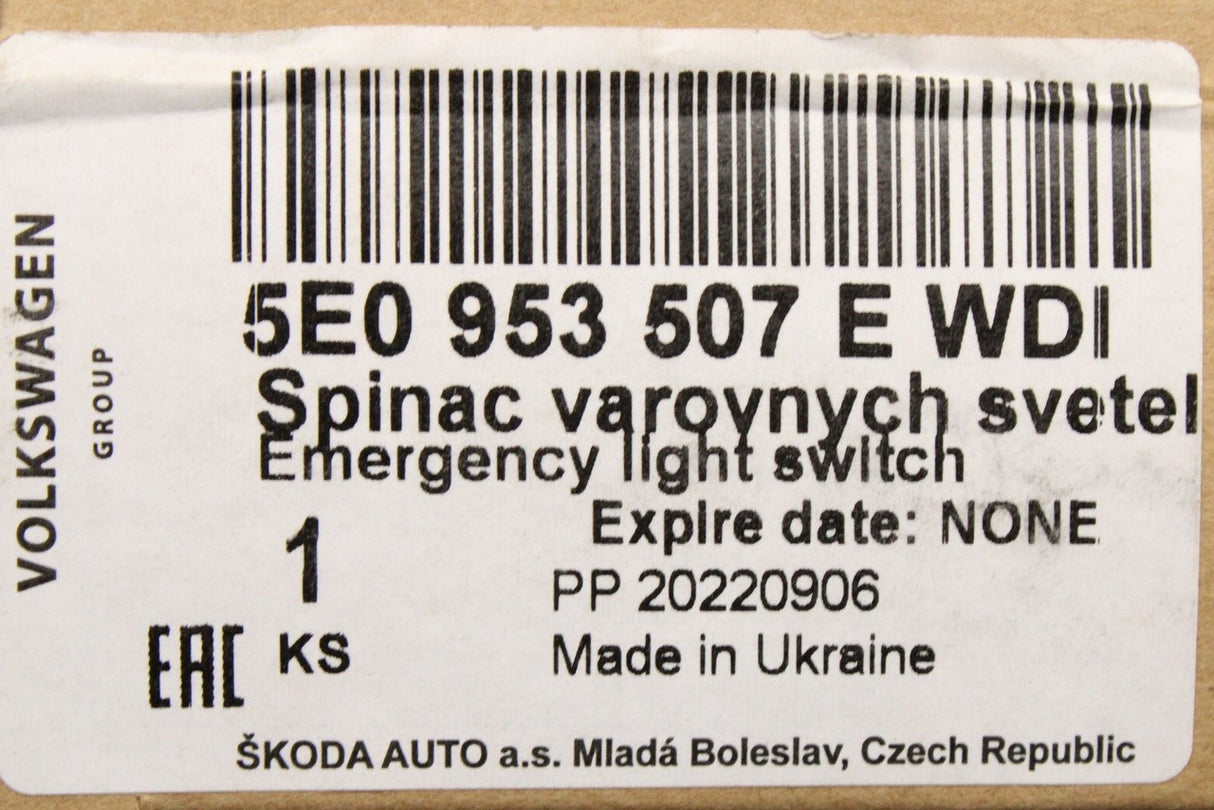 VOLKSWAGEN
GROUP
5E0 953 507 E WDI
Spinac varovnych svetel
Emergency light switch
Expire date: NONE
1
PP 20220906
EAC KS
Made in Ukraine
ŠKODA AUTO a.s. Mladá Boleslav, Czech Republic